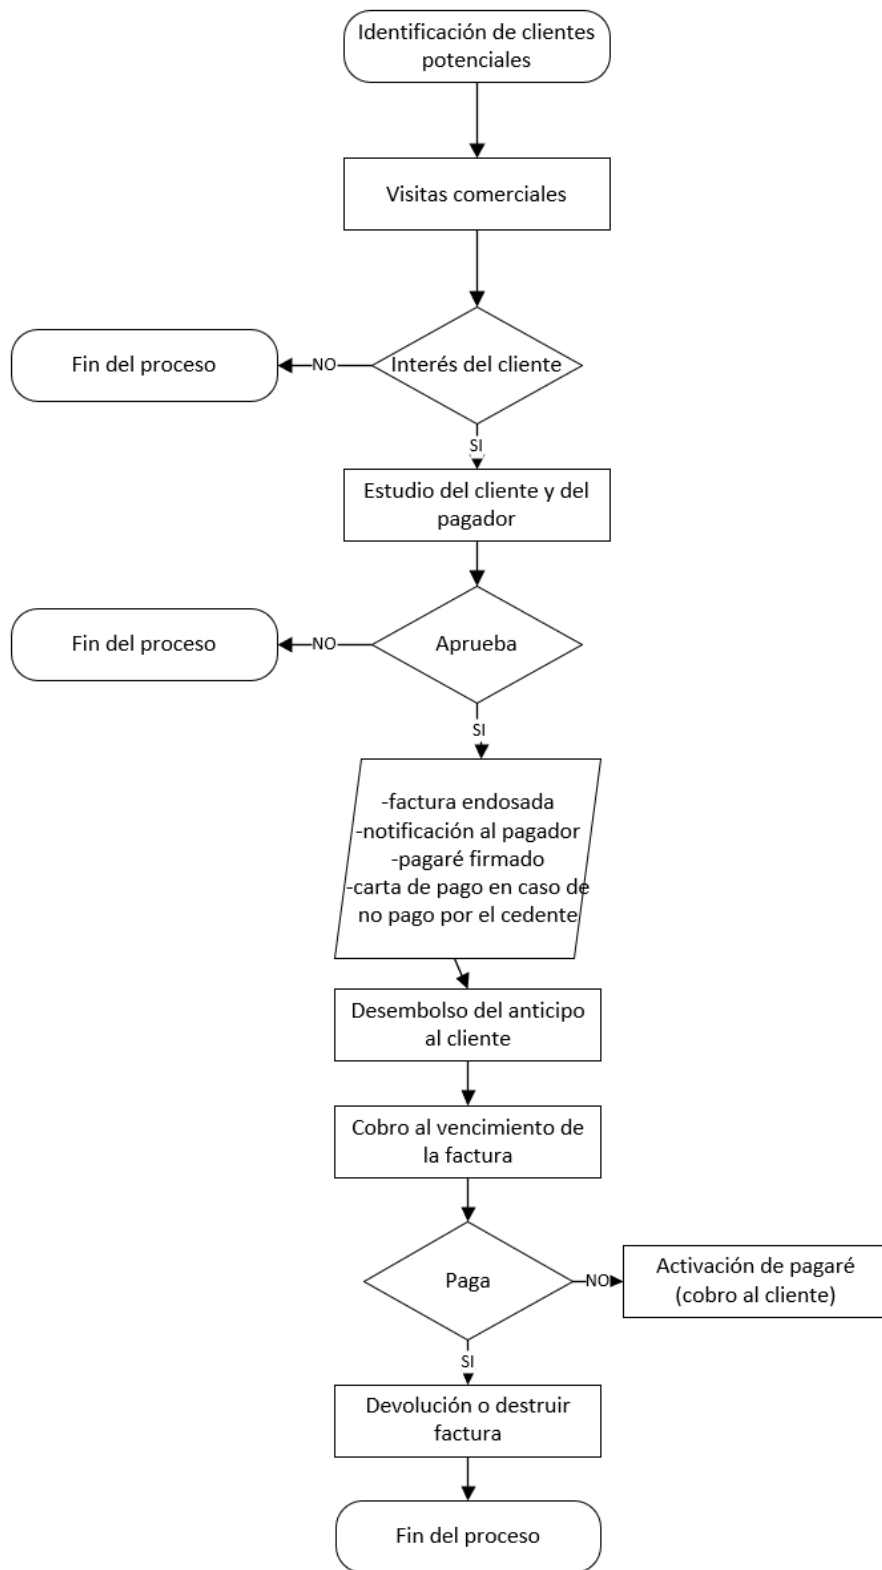 Identificación de clientes
potenciales
Visitas comerciales
Fin del proceso
NO
Interés del cliente
SI
Estudio del cliente y del
pagador
Fin del proceso
NO
Aprueba
SI
-factura endosada
-notificación al pagador
-pagaré firmado
-carta de pago en caso de
no pago por el cedente
Desembolso del anticipo
al cliente
Cobro al vencimiento de
la factura
Paga
NO
Activación de pagaré
(cobro al cliente)
SI
Devolución o destruir
factura
Fin del proceso